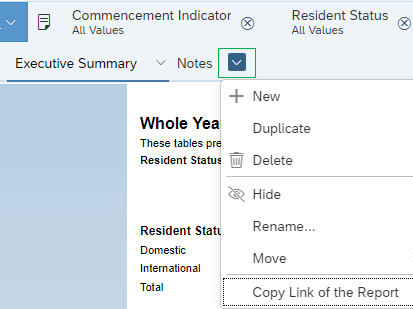 Commencement Indicator
All Values
Resident Status
All Values
Executive Summary
Notes
New
Duplicate
Delete
Hide
Rename...
Move
Copy Link of the Report
Whole Yea
These tables pre
Resident Status
Resident Statu
Domestic
International
Total